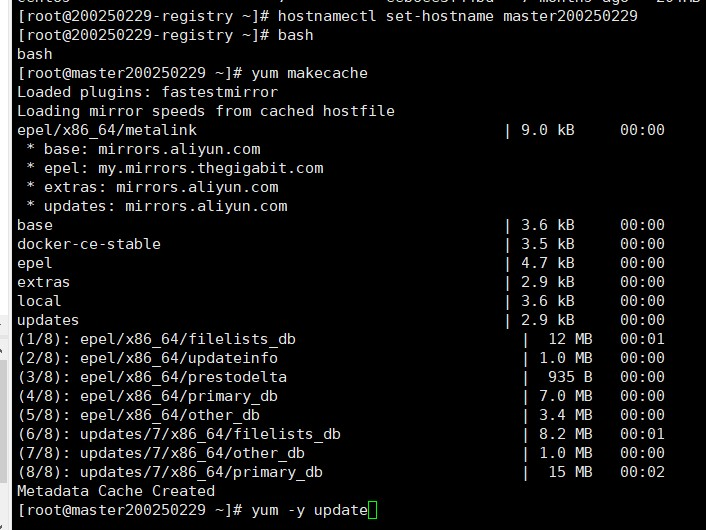 [root@200250229-registry ~]# hostnamectl set-hostname master200250229
[root@200250229-registry ~]# bash
bash
[root@master200250229 ~]# yum makecache
Loaded plugins: fastestmirror
Loading mirror speeds from cached hostfile
epel/x86_64/metalink | 9.0 kB 00:00
* base: mirrors.aliyun.com
* epel: my.mirrors.thegigabit.com
* extras: mirrors.aliyun.com
* updates: mirrors.aliyun.com
base | 3.6 kB 00:00
docker-ce-stable | 3.5 kB 00:00
epel | 4.7 kB 00:00
extras | 2.9 kB 00:00
local | 3.6 kB 00:00
updates | 2.9 kB 00:00
(1/8): epel/x86_64/filelists_db | 12 MB 00:01
(2/8): epel/x86_64/updateinfo | 1.0 MB 00:00
(3/8): epel/x86_64/prestodelta | 935 B 00:00
(4/8): epel/x86_64/primary_db | 7.0 MB 00:00
(5/8): epel/x86_64/other_db | 3.4 MB 00:00
(6/8): updates/7/x86_64/filelists_db | 8.2 MB 00:01
(7/8): updates/7/x86_64/other_db | 1.0 MB 00:00
(8/8): updates/7/x86_64/primary_db | 15 MB 00:02
Metadata Cache Created
[root@master200250229 ~]# yum -y update